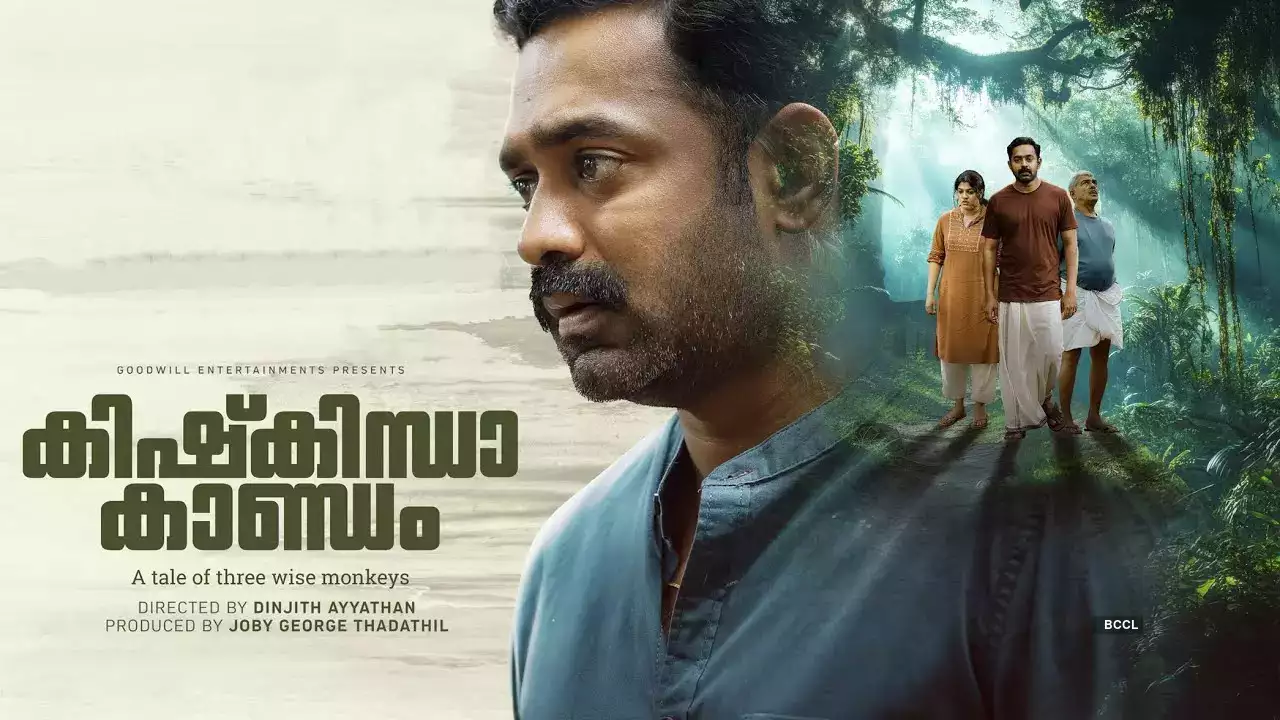 GOODWILL ENTERTAINMENTS PRESENTS
കിഷ്കിന്ധാ
കാണ്ഡം
A tale of three wise monkeys
DIRECTED BY DINJITH AYYATHAN
PRODUCED BY JOBY GEORGE THADATHIL
BCCL